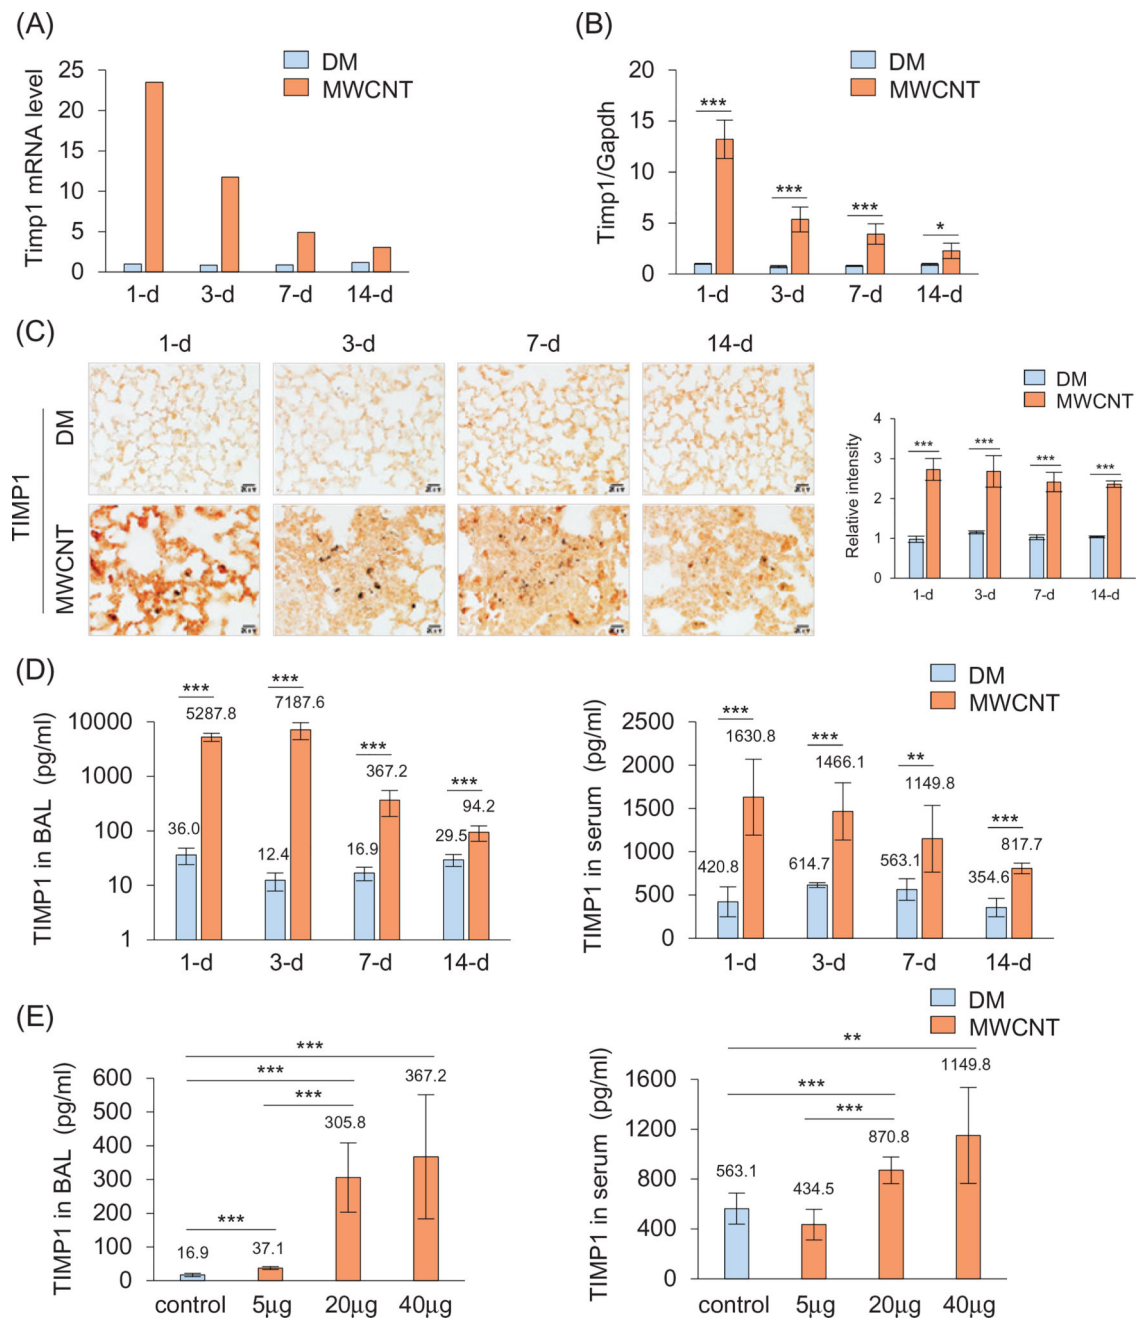 (A)
DM
MWCNT
Timp1 mRNA level
25
20
15
10
5
0
1-d 3-d 7-d 14-d
(B)
DM
MWCNT
Timp1/Gapdh
20
15
10
5
0
***
***
***
*
1-d 3-d 7-d 14-d
(C)
1-d 3-d 7-d 14-d
TIMP1
DM
MWCNT
DM
MWCNT
Relative intensity
4
3
2
1
0
*** *** *** ***
1-d 3-d 7-d 14-d
(D)
TIMP1 in BAL (pg/ml)
10000
1000
100
10
1
*** *** *** ***
36.0 5287.8 12.4 7187.6 16.9 367.2 29.5 94.2
1-d 3-d 7-d 14-d
DM
MWCNT
TIMP1 in serum (pg/ml)
2500
2000
1500
1000
500
0
*** *** ** ***
420.8 1630.8 614.7 1466.1 563.1 1149.8 354.6 817.7
1-d 3-d 7-d 14-d
(E)
TIMP1 in BAL (pg/ml)
600
500
400
300
200
100
0
***
***
***
***
16.9 37.1 305.8 367.2
control 5μg 20μg 40μg
DM
MWCNT
TIMP1 in serum (pg/ml)
1600
1200
800
400
0
**
***
***
563.1 434.5 870.8 1149.8
control 5μg 20μg 40μg